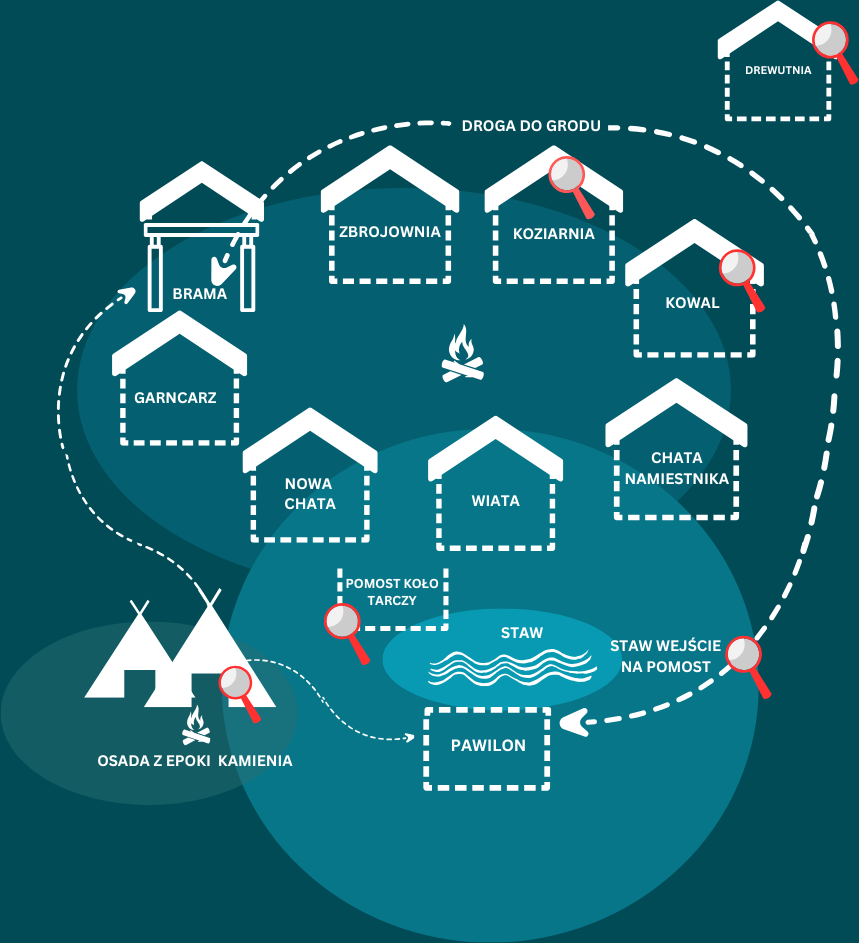 DREWUTNIA
DROGA DO GRODU
ZBROJOWNIA
KOZIARNIA
BRAMA
KOWAL
GARNCARZ
CHATA
NAMIESTNIKA
NOWA
CHATA
WIATA
POMOST KOŁO
TARCZY
STAW
STAW WEJŚCIE
NA POMOST
PAWILON
OSADA Z EPOKI KAMIENIA